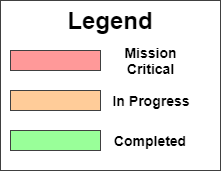 Legend
Mission
Critical
In Progress
Completed